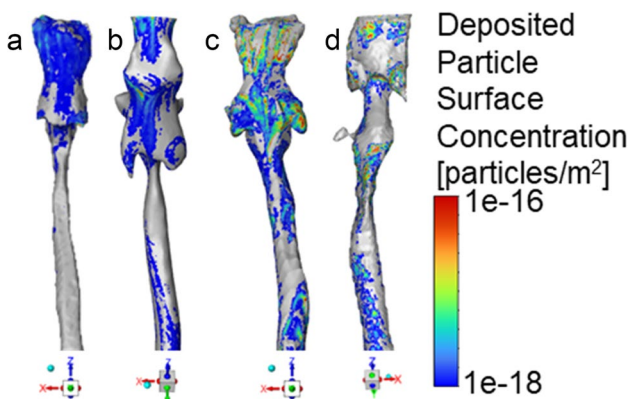 a b c d
Deposited
Particle
Surface
Concentration
[particles/m²]
1e-16
1e-18
Z Z Z
X X X X
Y